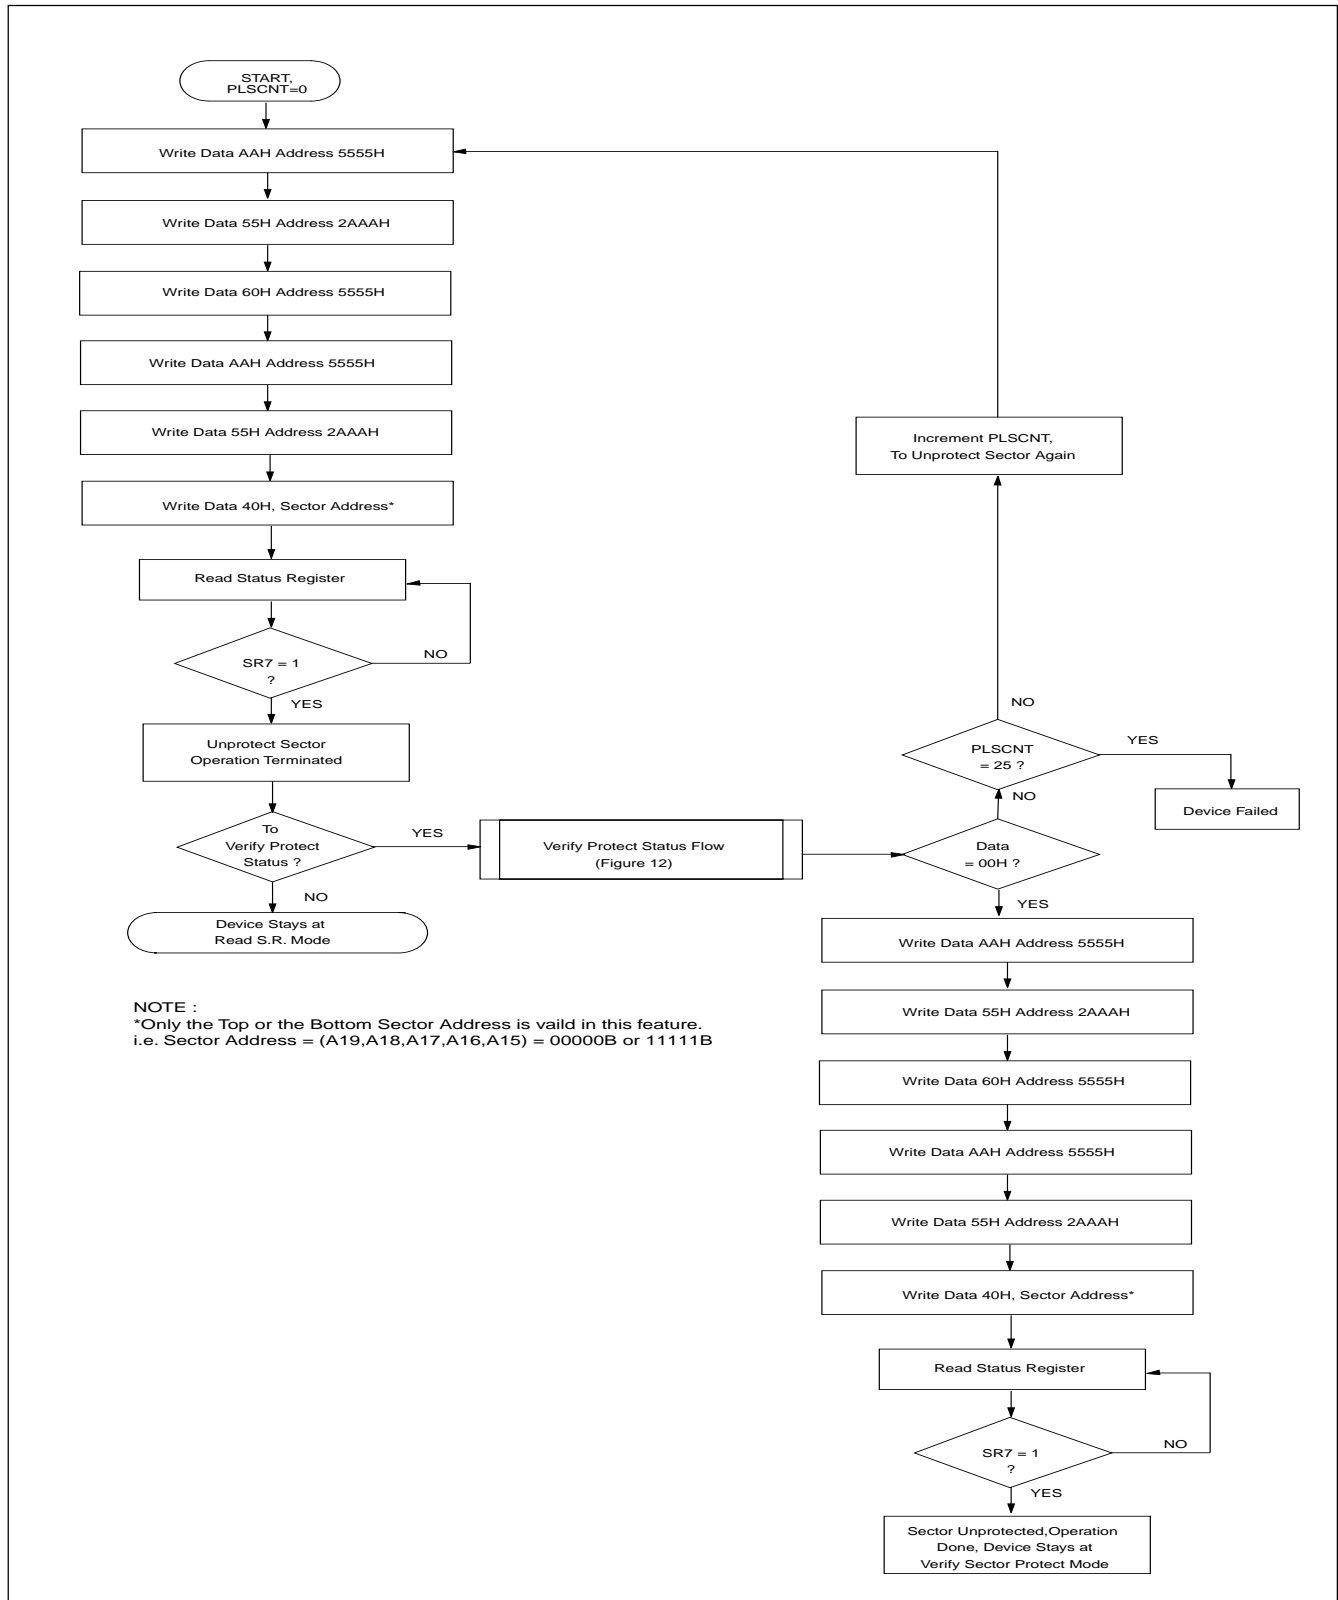 START,
PLSCNT=0
Write Data AAH Address 5555H
Write Data 55H Address 2AAAH
Write Data 60H Address 5555H
Write Data AAH Address 5555H
Write Data 55H Address 2AAAH
Write Data 40H, Sector Address*
Read Status Register
NO
SR7 = 1
?
YES
Unprotect Sector
Operation Terminated
To
Verify Protect
Status ?
YES
NO
Device Stays at
Read S.R. Mode
Verify Protect Status Flow
(Figure 12)
Increment PLSCNT,
To Unprotect Sector Again
NO
PLSCNT
= 25 ?
YES
Device Failed
NO
Data
= 00H ?
YES
Write Data AAH Address 5555H
Write Data 55H Address 2AAAH
Write Data 60H Address 5555H
Write Data AAH Address 5555H
Write Data 55H Address 2AAAH
Write Data 40H, Sector Address*
Read Status Register
NO
SR7 = 1
?
YES
Sector Unprotected,Operation
Done, Device Stays at
Verify Sector Protect Mode
NOTE :
*Only the Top or the Bottom Sector Address is vaild in this feature.
i.e. Sector Address = (A19,A18,A17,A16,A15) = 00000B or 11111B